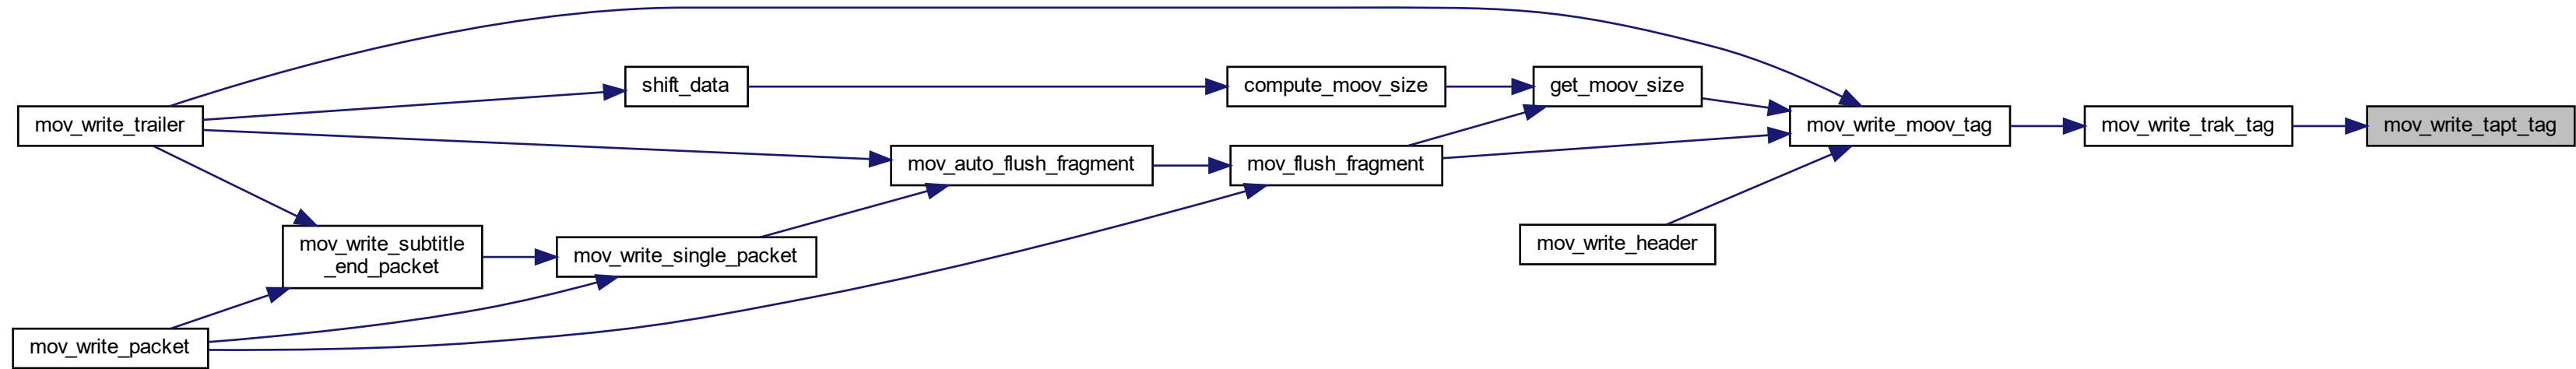 shift_data
compute_moov_size
get_moov_size
mov_write_trailer
mov_write_moov_tag
mov_write_trak_tag
mov_write_tapt_tag
mov_auto_flush_fragment
mov_flush_fragment
mov_write_subtitle
_end_packet
mov_write_single_packet
mov_write_header
mov_write_packet